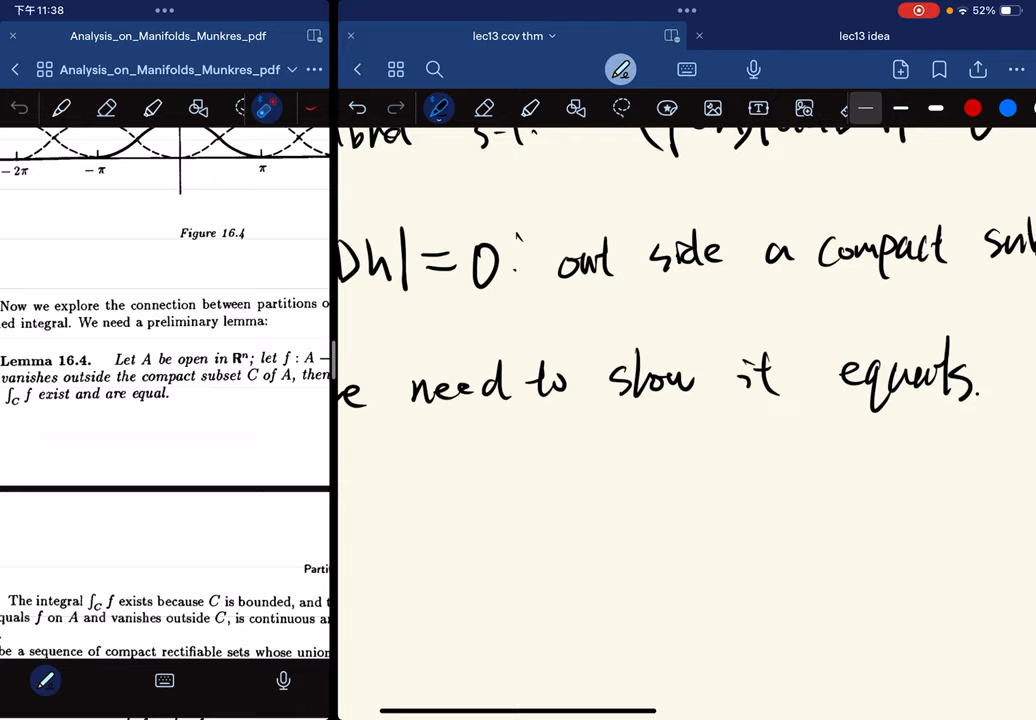 下午11:38
52%
Analysis_on_Manifolds_Munkres_pdf
lec13 cov thm
lec13 idea
Analysis_on_Manifolds_Munkres_pdf
T
− 2π
− π
π
Figure 16.4
Now we explore the connection between partitions o
ed integral. We need a preliminary lemma:
Lemma 16.4. Let A be open in Rⁿ; let f : A −
vanishes outside the compact subset C of A, then
∫_C f exist and are equal.
Parti
The integral ∫_C f exists because C is bounded, and t
quals f on A and vanishes outside C, is continuous a
be a sequence of compact rectifiable sets whose union
s-t.
Dh| = 0 : out side a compact sub
e need to show it equals.